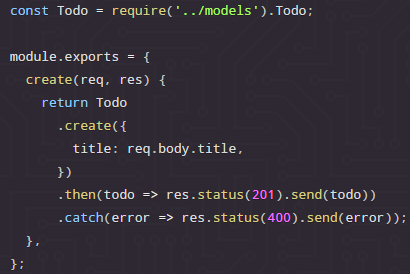 const Todo = require('../models').Todo;
module.exports = {
  create(req, res) {
    return Todo
      .create({
        title: req.body.title,
      })
      .then(todo => res.status(201).send(todo))
      .catch(error => res.status(400).send(error));
  },
};